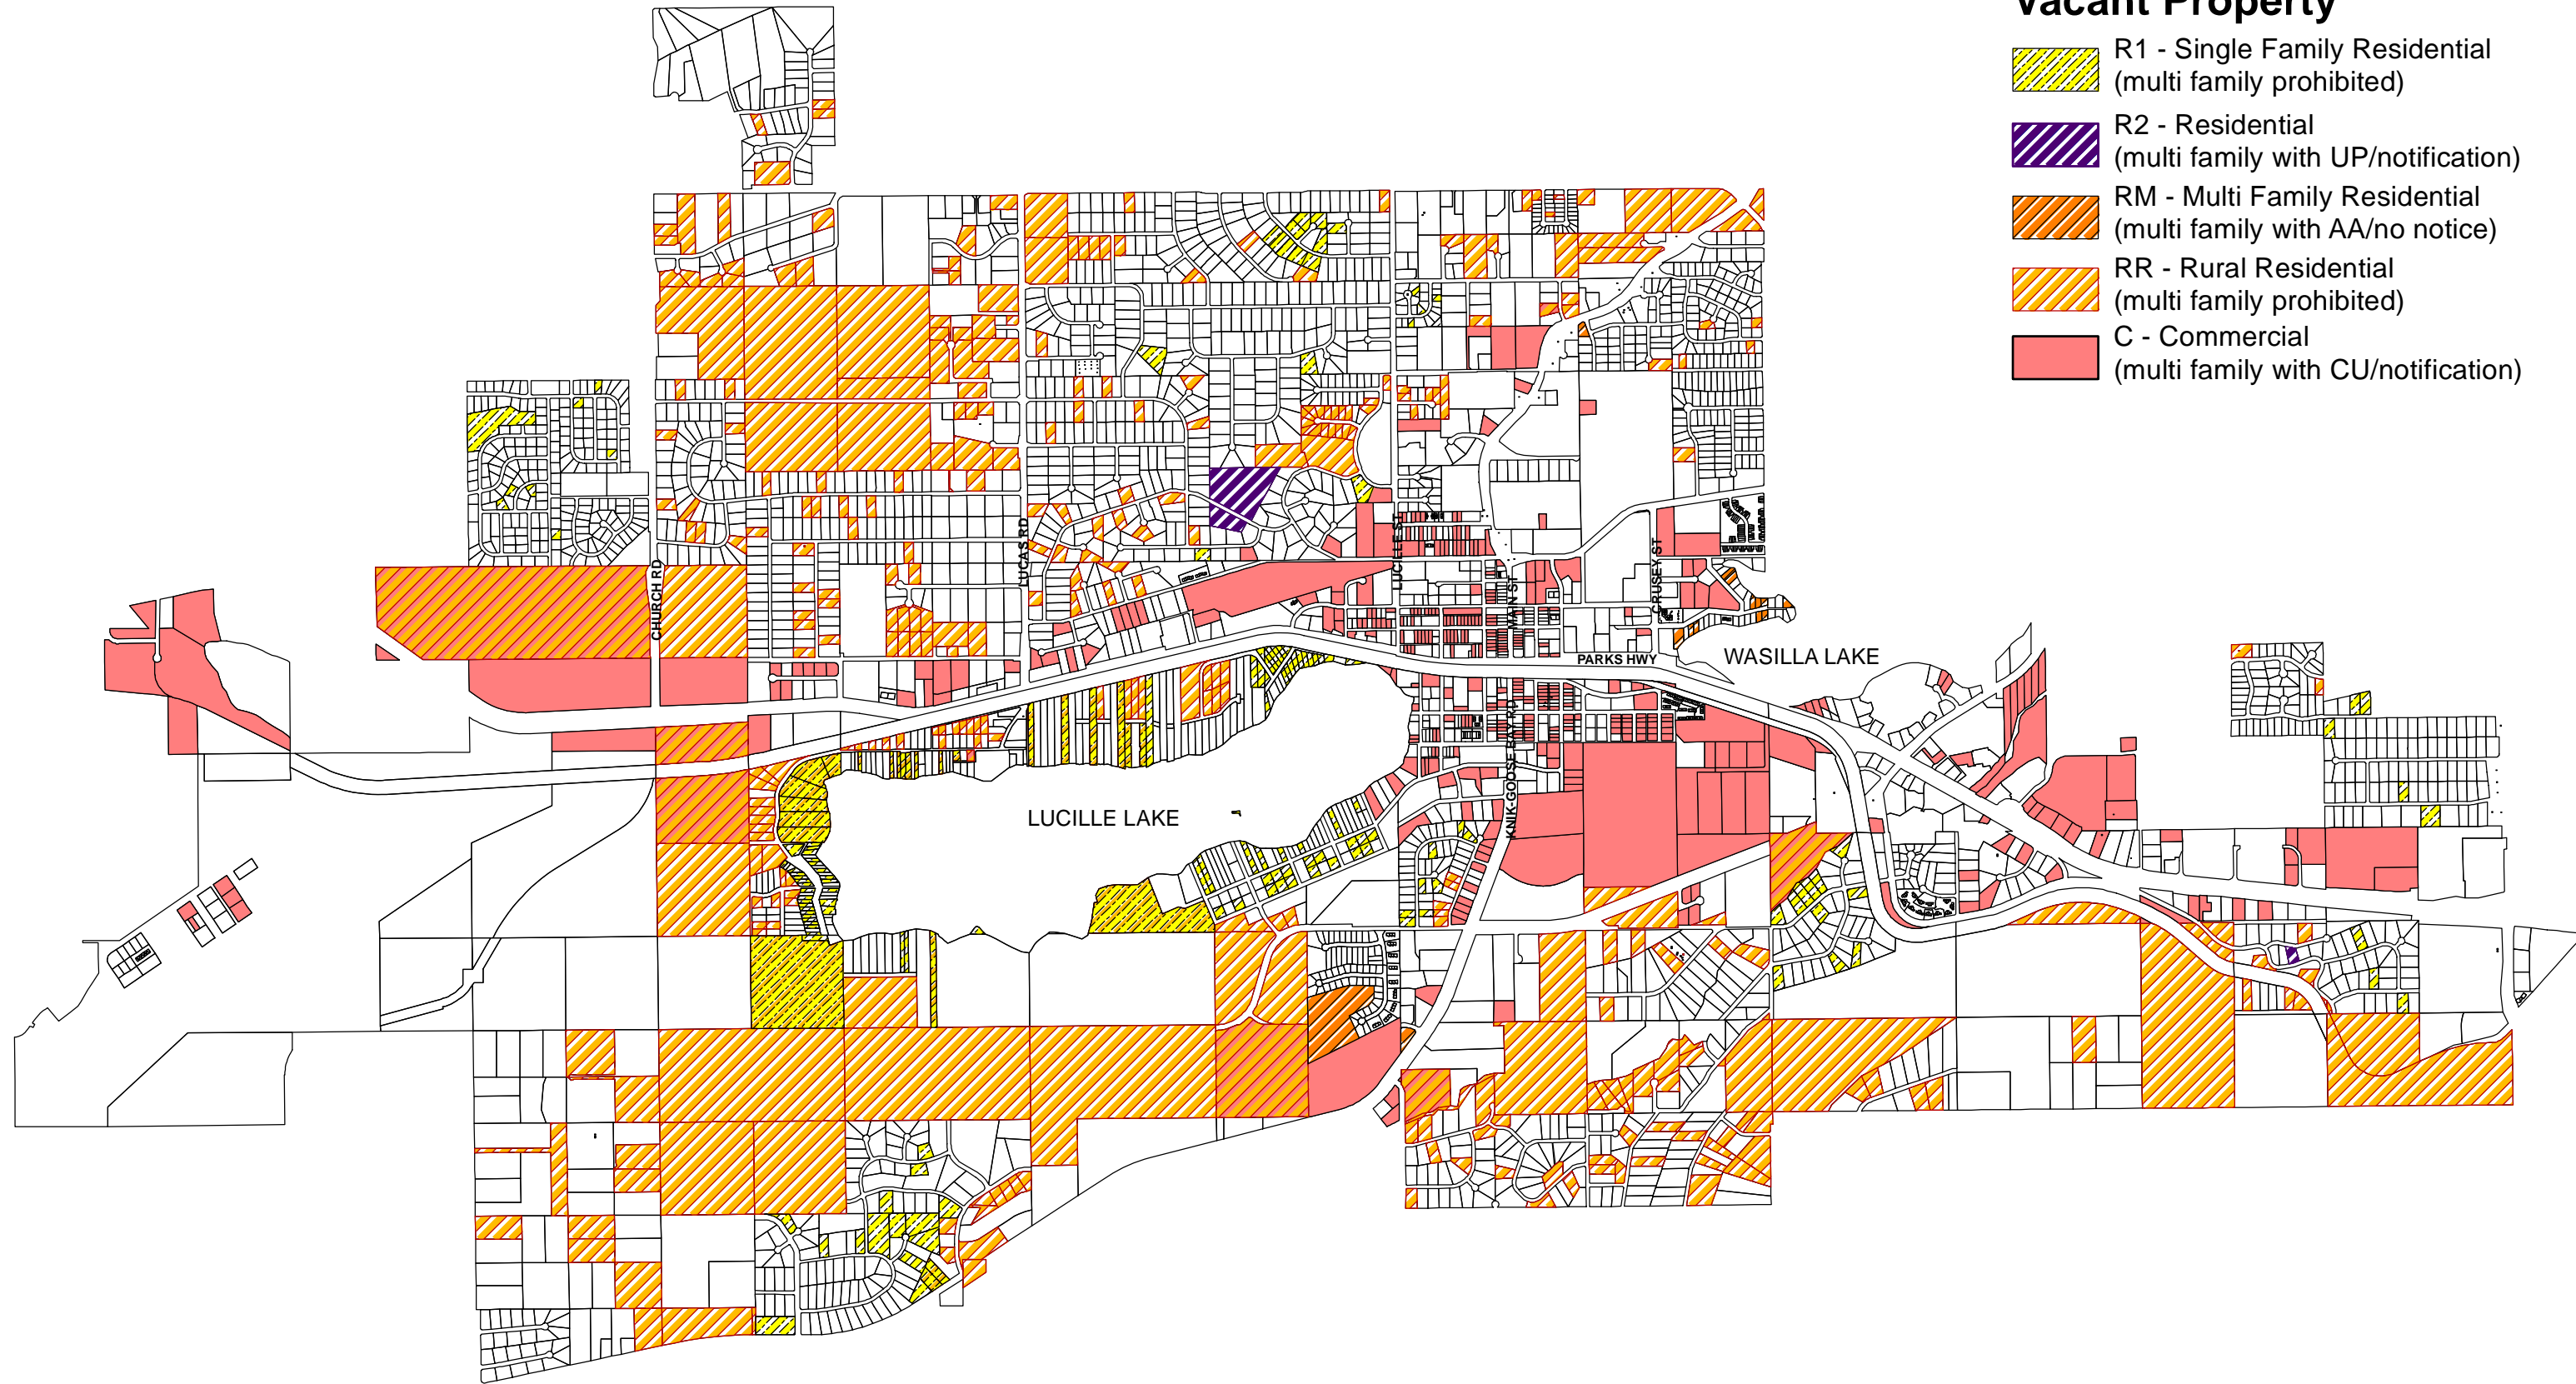 Vacant Property
R1 - Single Family Residential
(multi family prohibited)
R2 - Residential
(multi family with UP/notification)
RM - Multi Family Residential
(multi family with AA/no notice)
RR - Rural Residential
(multi family prohibited)
C - Commercial
(multi family with CU/notification)
LUCAS RD
LUCILLE ST
CRUSEY ST
CHURCH RD
MAIN ST
PARKS HWY
WASILLA LAKE
KNIK-GOOSE BAY RD
LUCILLE LAKE